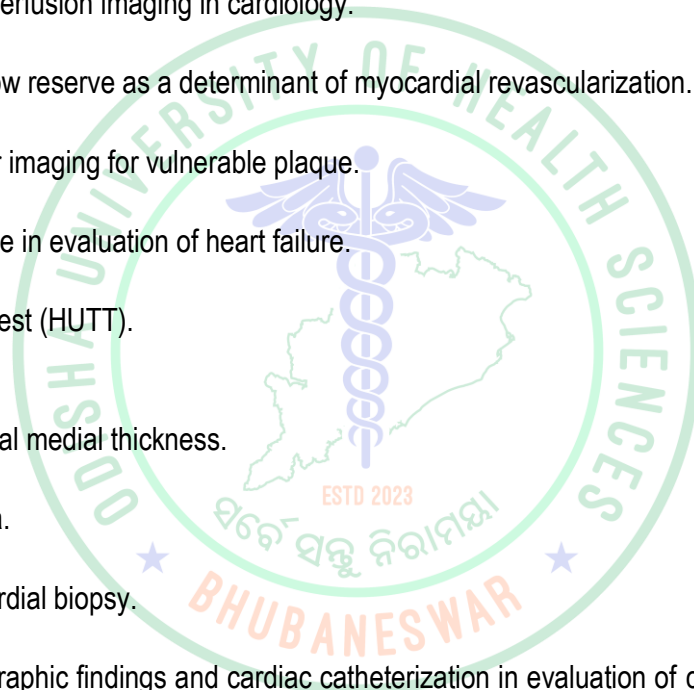 erfusion imaging in cardiology.
ow reserve as a determinant of myocardial revascularization.
r imaging for vulnerable plaque.
e in evaluation of heart failure.
est (HUTT).
al medial thickness.
rdial biopsy.
raphic findings and cardiac catheterization in evaluation of
ODISHA UNIVERSITY OF HEALTH SCIENCES
ESTD 2023
ସର୍ବେ ସନ୍ତୁ ନିରାମୟା
BHUBANESWAR